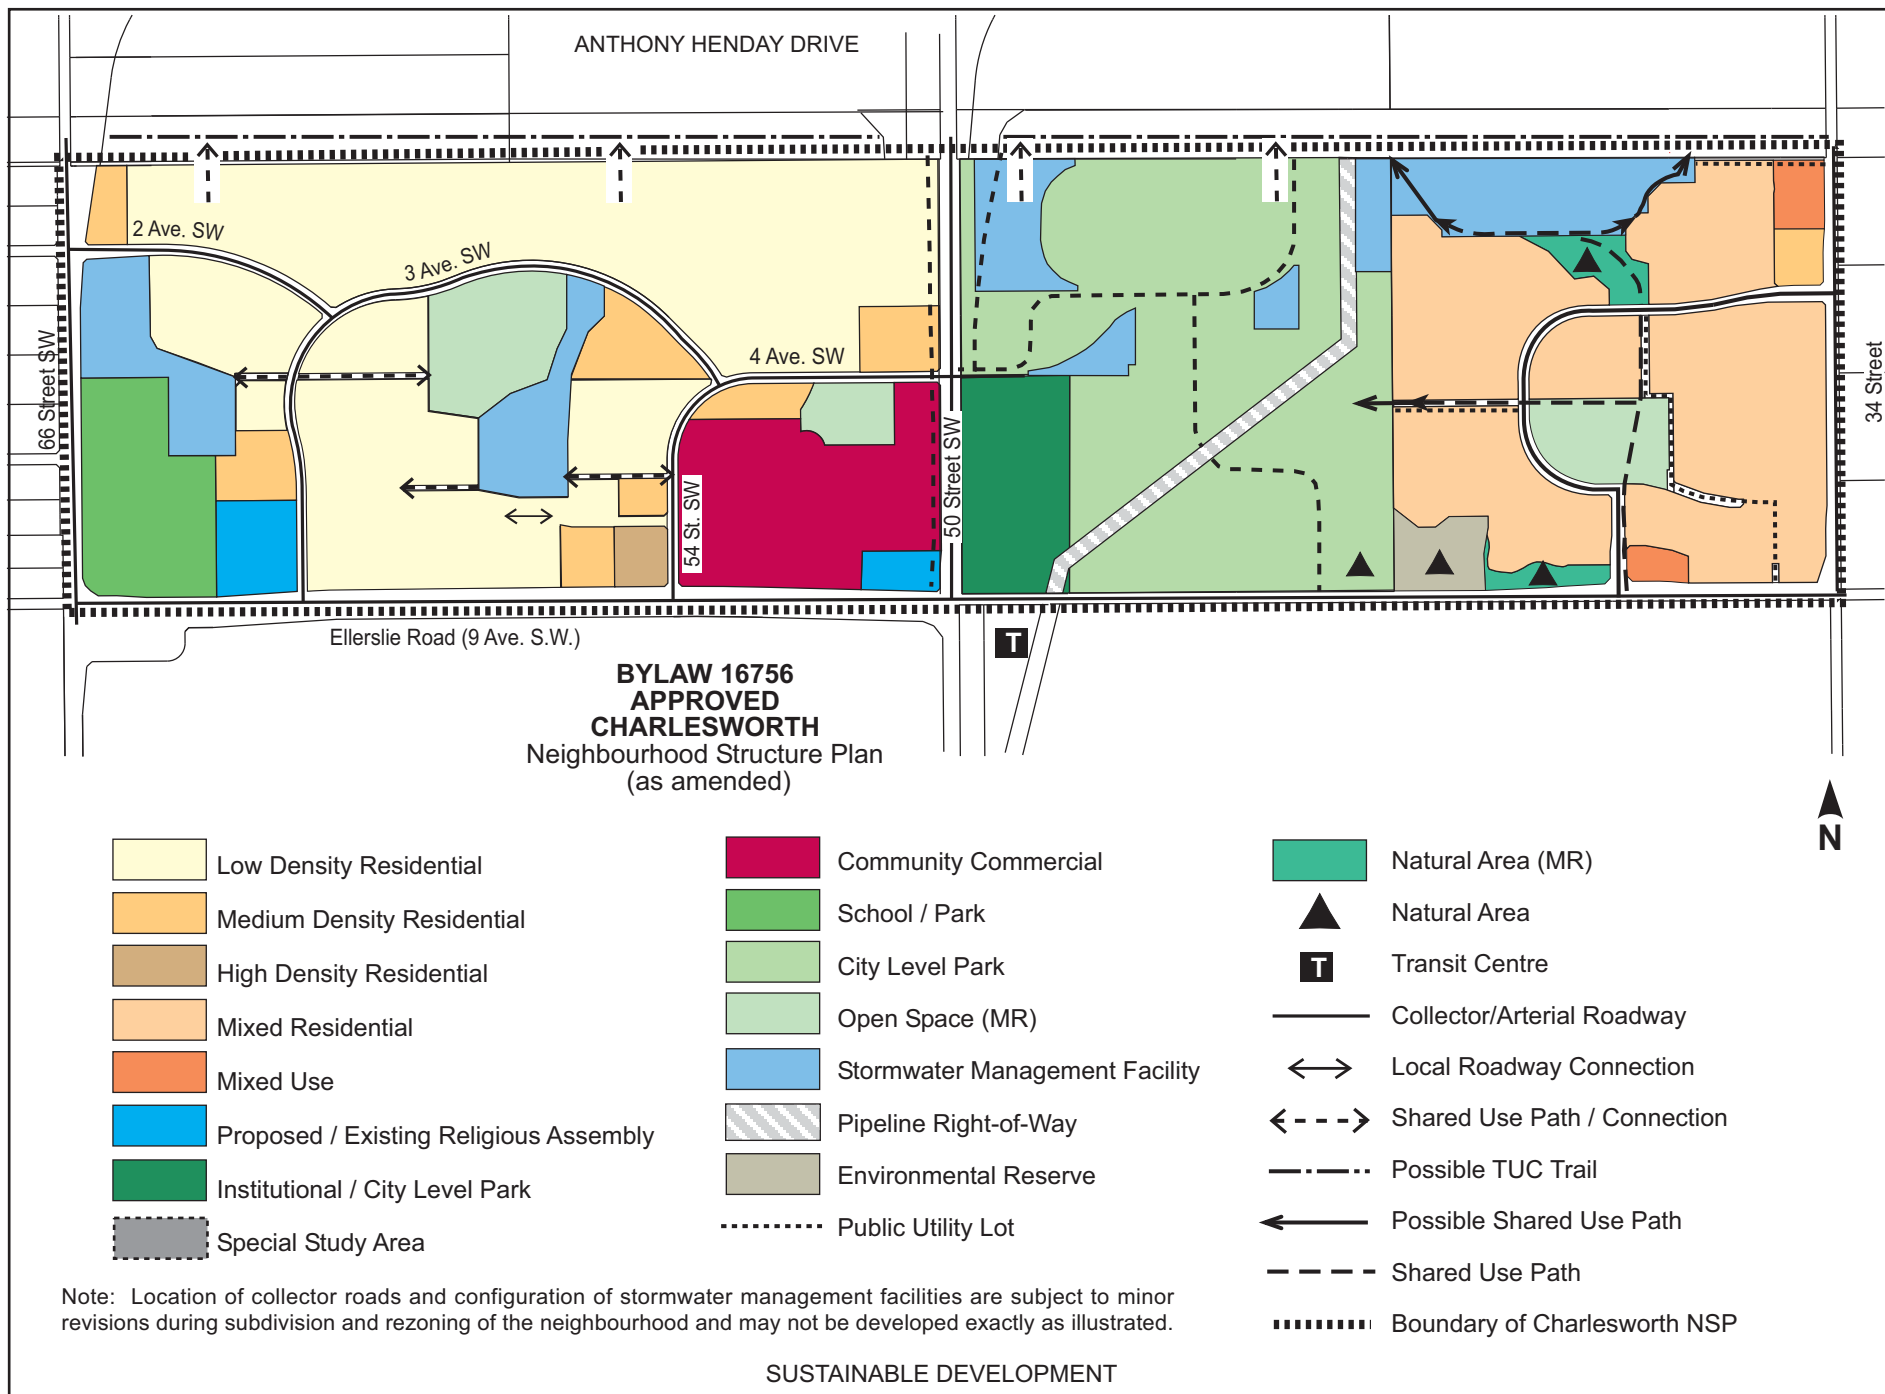 ANTHONY HENDAY DRIVE
2 Ave. SW
3 Ave. SW
4 Ave. SW
66 Street SW
54 St. SW
50 Street SW
34 Street
Ellerslie Road (9 Ave. S.W.)
T
BYLAW 16756
APPROVED
CHARLESWORTH
Neighbourhood Structure Plan
(as amended)
N
Low Density Residential
Medium Density Residential
High Density Residential
Mixed Residential
Mixed Use
Proposed / Existing Religious Assembly
Institutional / City Level Park
Special Study Area
Community Commercial
School / Park
City Level Park
Open Space (MR)
Stormwater Management Facility
Pipeline Right-of-Way
Environmental Reserve
Public Utility Lot
Natural Area (MR)
Natural Area
T
Transit Centre
Collector/Arterial Roadway
Local Roadway Connection
Shared Use Path / Connection
Possible TUC Trail
Possible Shared Use Path
Shared Use Path
Boundary of Charlesworth NSP
Note: Location of collector roads and configuration of stormwater management facilities are subject to minor
revisions during subdivision and rezoning of the neighbourhood and may not be developed exactly as illustrated.
SUSTAINABLE DEVELOPMENT